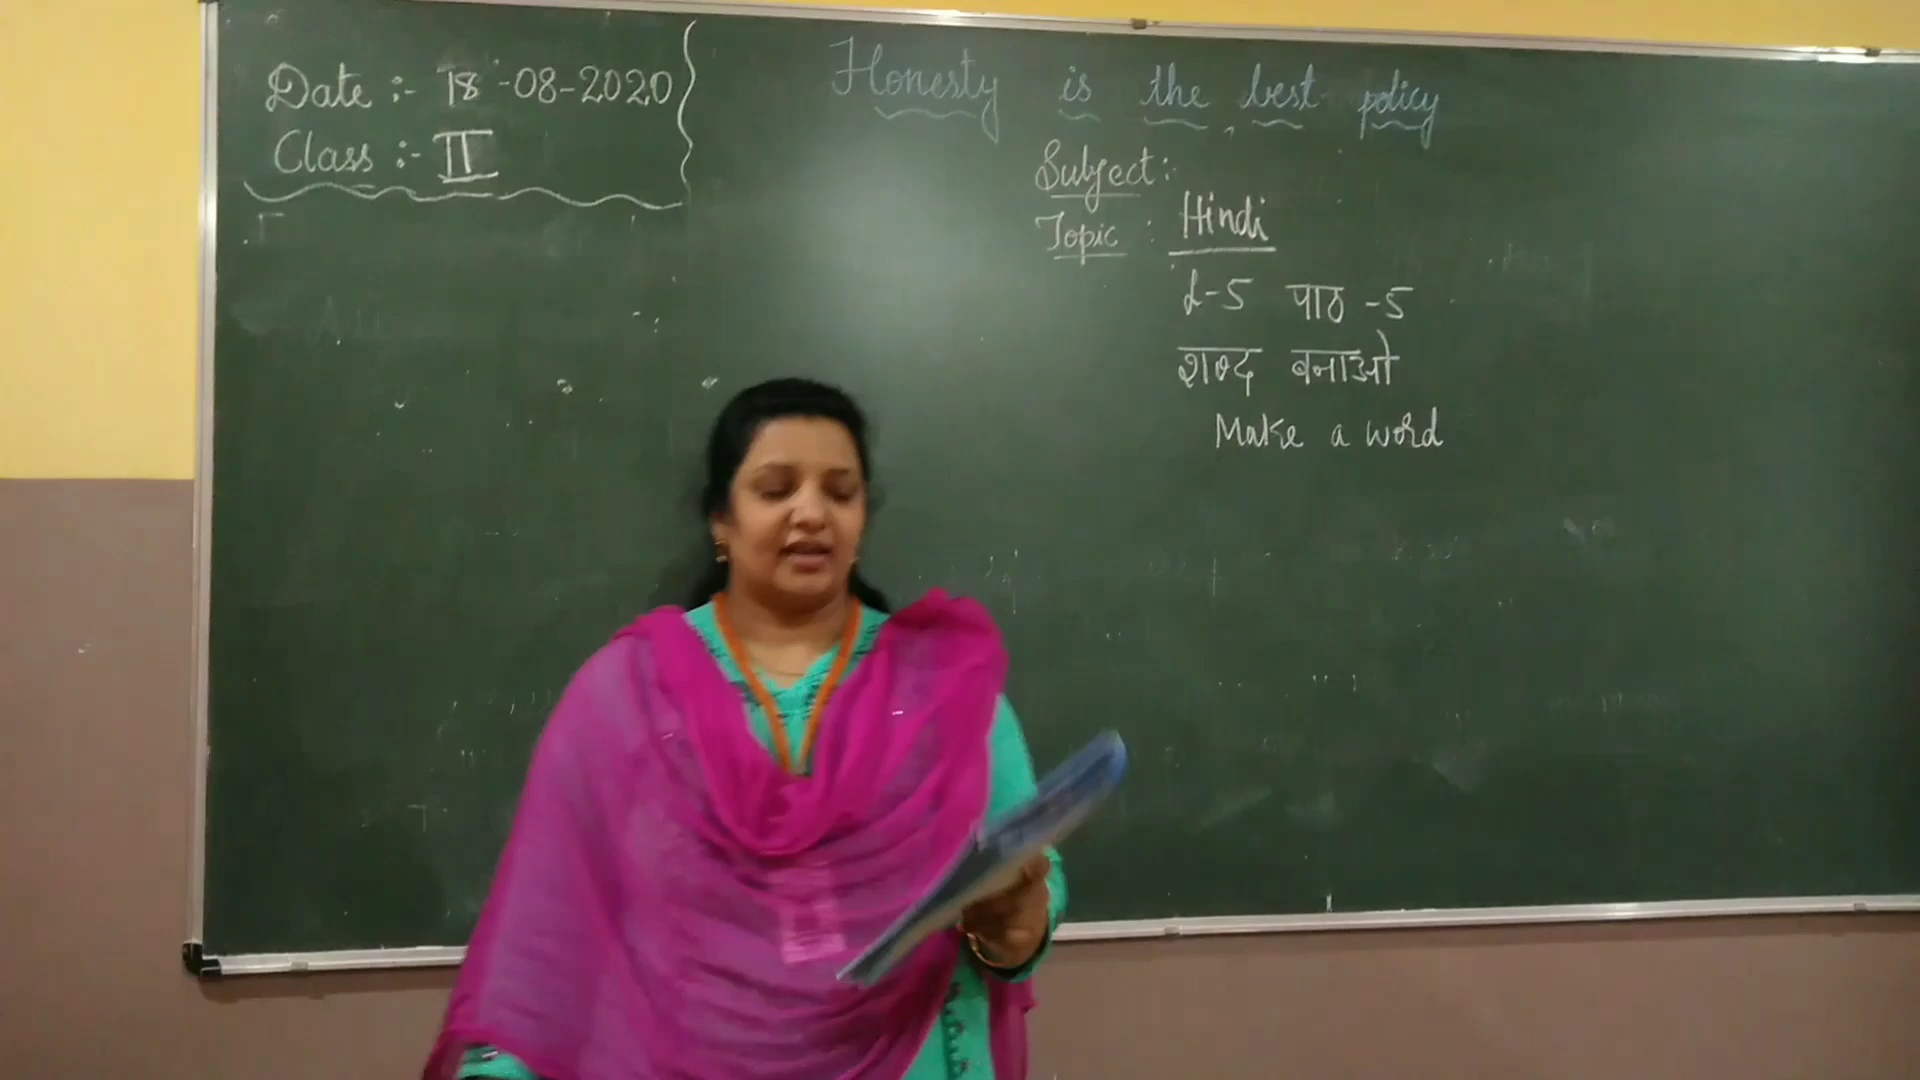 Date :- 18-08-2020
Class :- II
Honesty is the best policy
Subject :-
Topic : Hindi
L-5 पाठ -5
शब्द बनाओ
Make a word